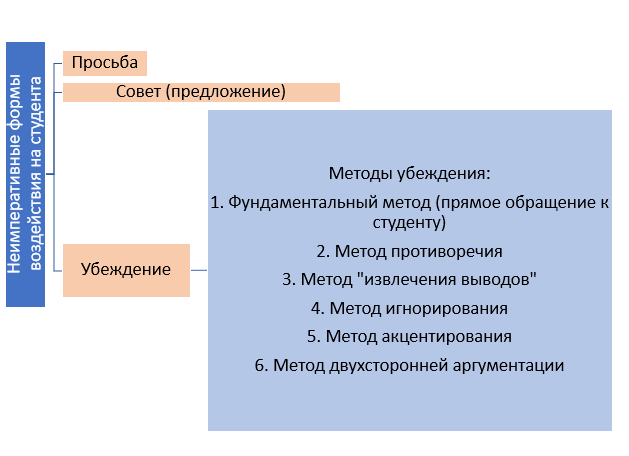 Неимперативные формы
воздействия на студента
Просьба
Совет (предложение)
Убеждение
Методы убеждения:
1. Фундаментальный метод (прямое обращение к
студенту)
2. Метод противоречия
3. Метод "извлечения выводов"
4. Метод игнорирования
5. Метод акцентирования
6. Метод двухсторонней аргументации